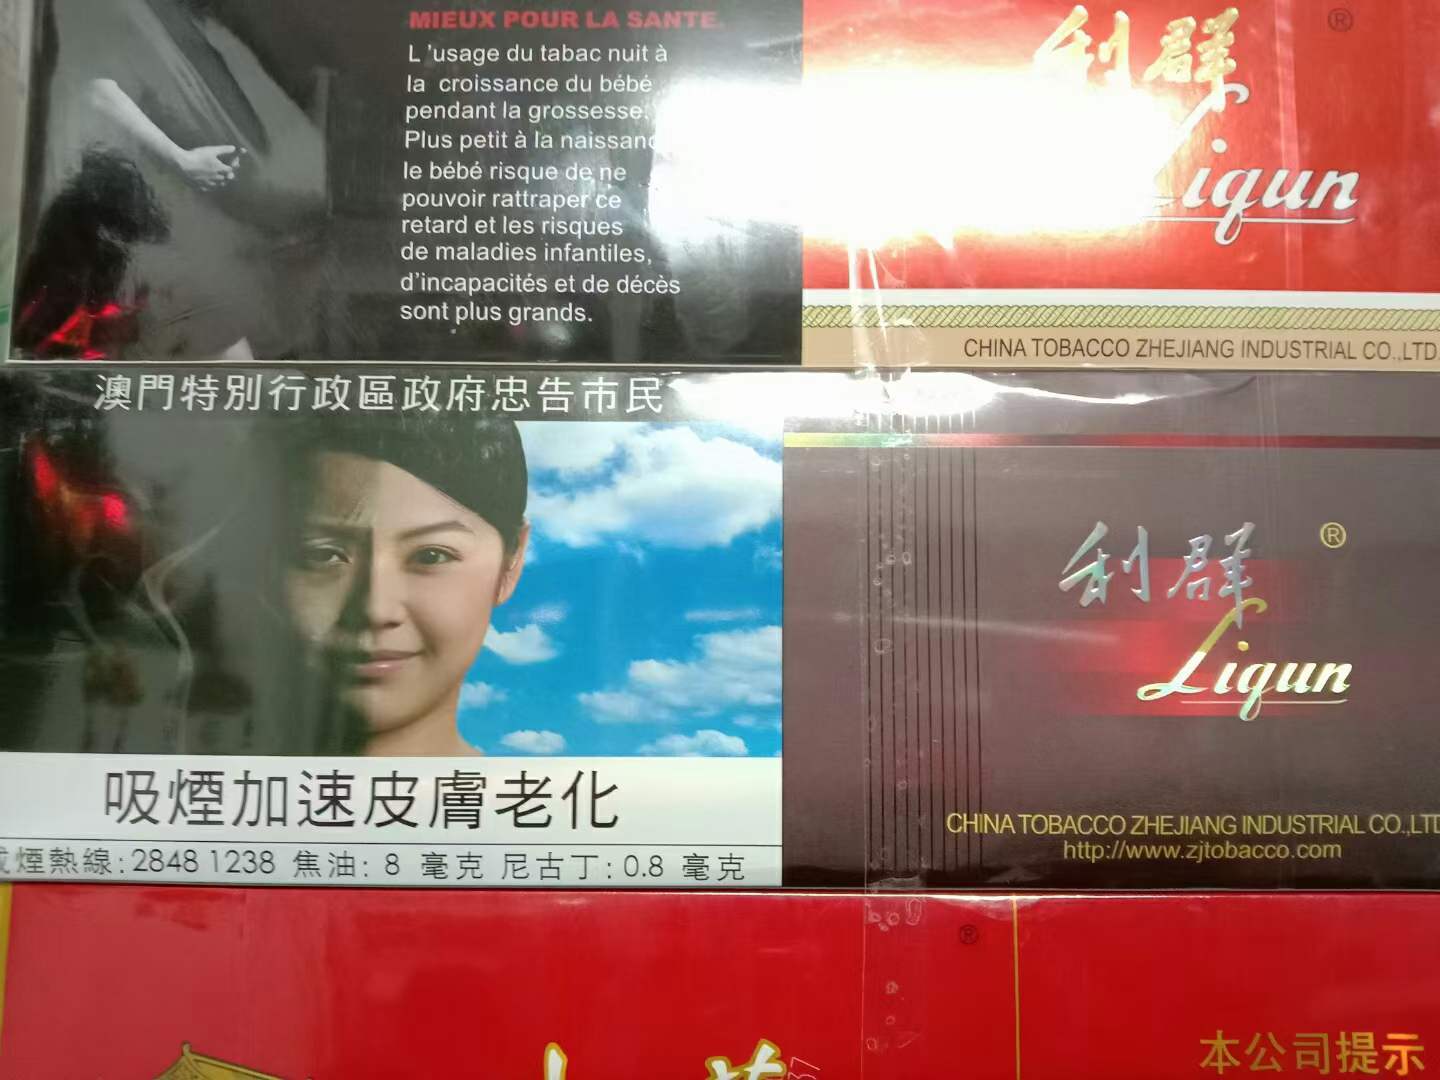 MIEUX POUR LA SANTE.
L'usage du tabac nuit à
la croissance du bébé
pendant la grossesse.
Plus petit à la
le bébé risque de ne
pouvoir rattraper ce
retard et les risques
de maladies infantiles,
d'incapacités et de décès
sont plus grands.
利群
®
Liqun
CHINA TOBACCO ZHEJIANG INDUSTRIAL CO.,LTD.
澳門特別行政區政府忠告市民
吸煙加速皮膚老化
煙熱線:2848 1238 焦油: 8 毫克 尼古丁:0.8 毫克
利群
®
Liqun
CHINA TOBACCO ZHEJIANG INDUSTRIAL CO.,LTD
http://www.zjtobacco.com
®
本公司提示